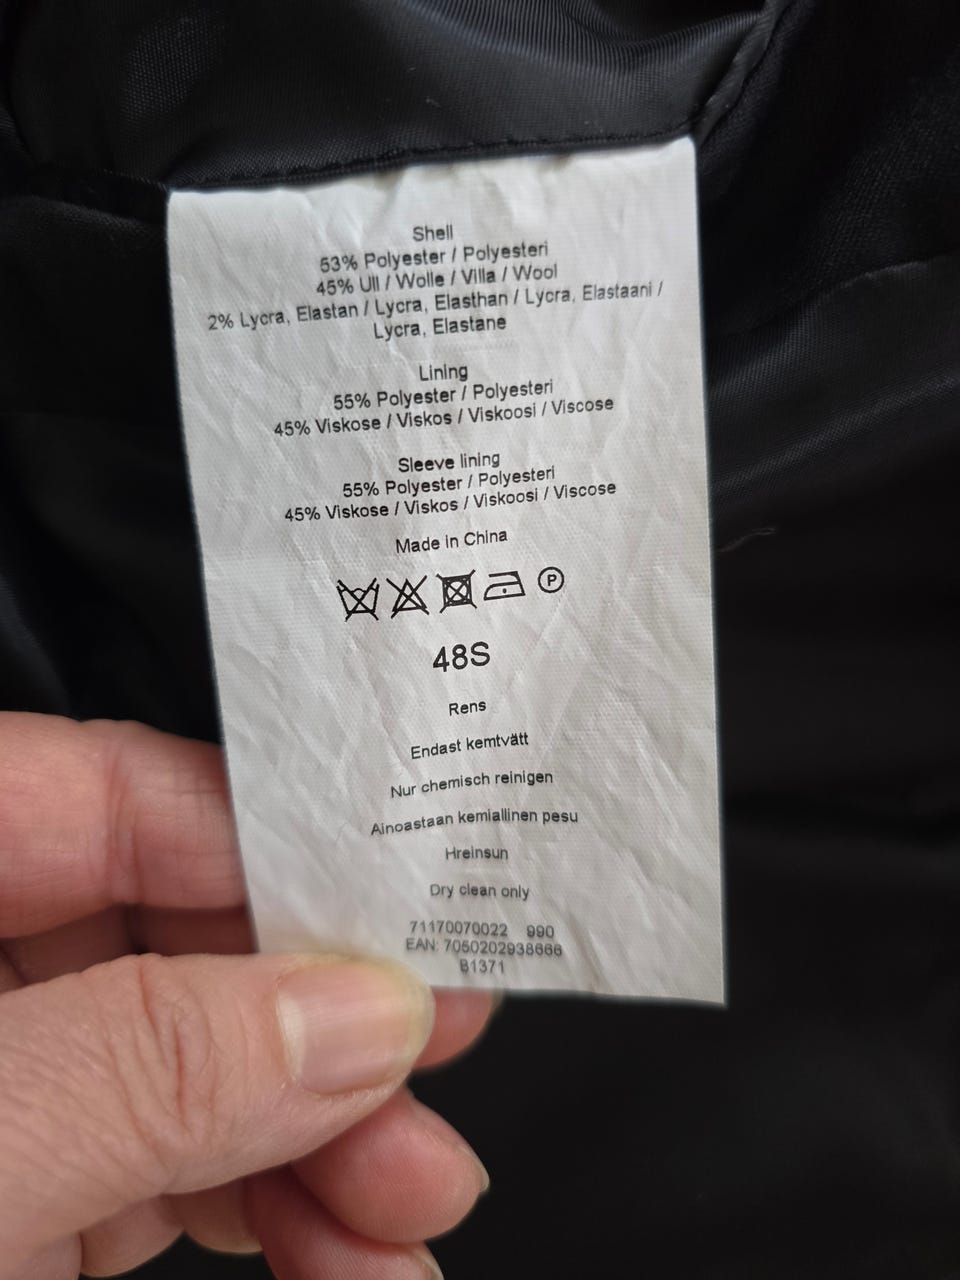 Shell
53% Polyester / Polyesteri
45% Ull / Wolle / Villa / Wool
2% Lycra, Elastan / Lycra, Elasthan / Lycra, Elastaani /
Lycra, Elastane
Lining
55% Polyester / Polyesteri
45% Viskose / Viskos / Viskoosi / Viscose
Sleeve lining
55% Polyester / Polyesteri
45% Viskose / Viskos / Viskoosi / Viscose
Made in China
P
48S
Rens
Endast kemtvätt
Nur chemisch reinigen
Ainoastaan kemiallinen pesu
Hreinsun
Dry clean only
71170070022 990
EAN: 7050202938666
B1371